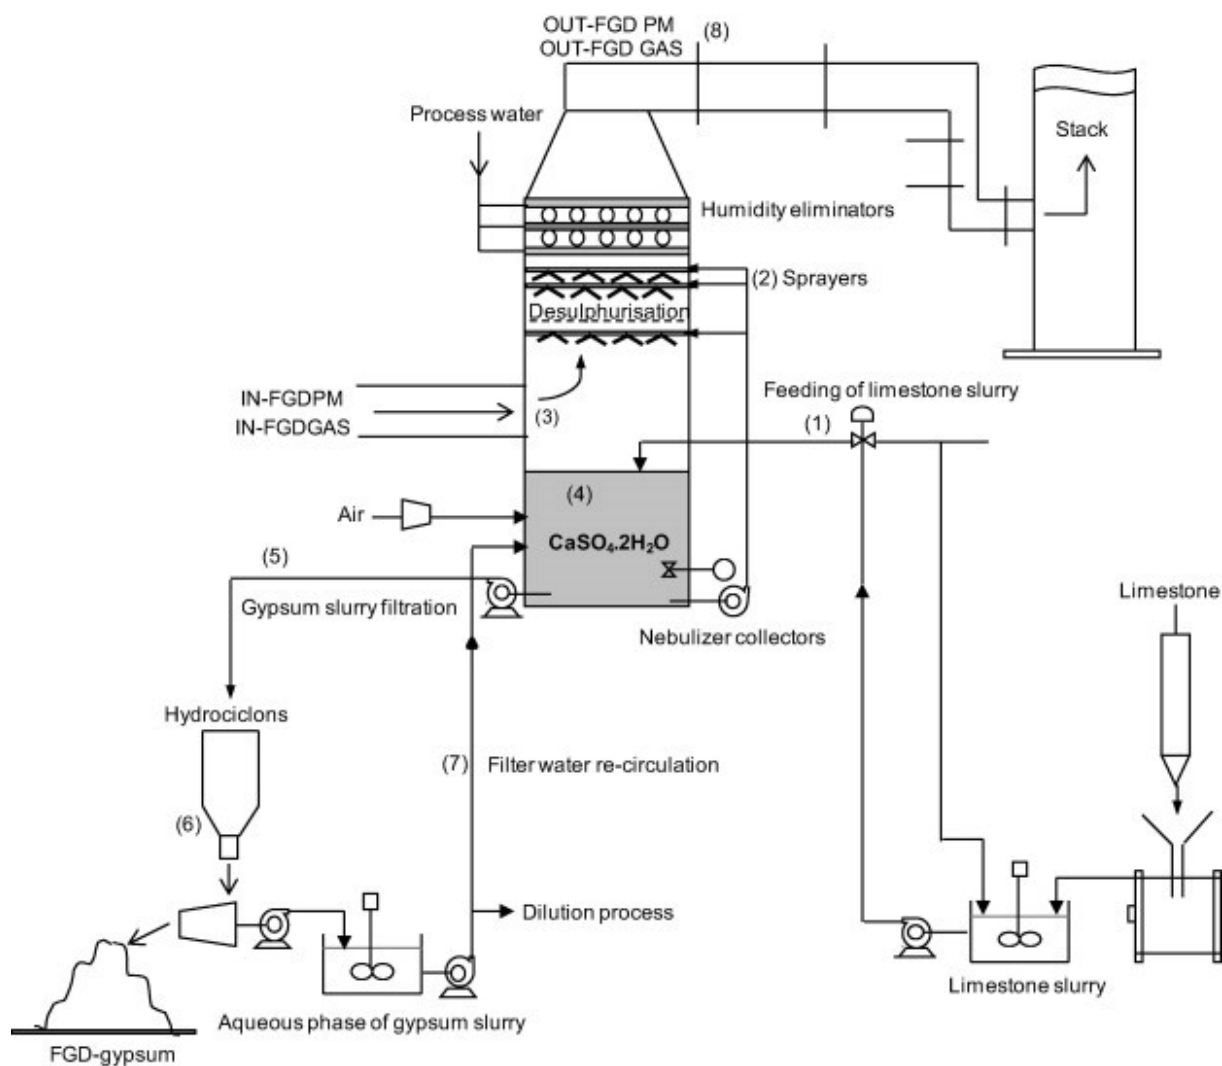 OUT-FGD PM
OUT-FGD GAS
(8)
Process water
Stack
Humidity eliminators
(2) Sprayers
Desulphurisation
IN-FGDPM
IN-FGDGAS
(3)
Feeding of limestone slurry
(1)
(4)
Air
CaSO₄.2H₂O
(5)
Gypsum slurry filtration
Nebulizer collectors
Limestone
Hydrociclons
(7)
Filter water re-circulation
(6)
Dilution process
Limestone slurry
Aqueous phase of gypsum slurry
FGD-gypsum